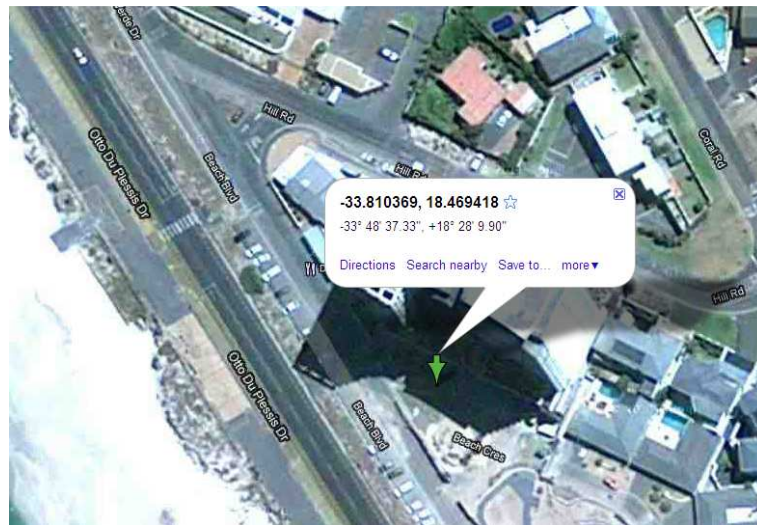 Hill Rd
Otto Du Plessis Dr
Beach Blvd
Coral Rd
-33.810369, 18.469418
-33° 48' 37.33", +18° 28' 9.90"
Directions Search nearby Save to... more▼
Hill Rd
Otto Du Plessis Dr
Beach Blvd
Beach Cres